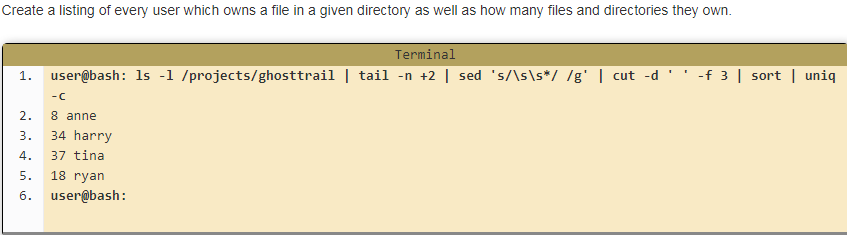 Create a listing of every user which owns a file in a given directory as well as how many files and directories they own.
Terminal
1. user@bash: ls -l /projects/ghosttrail | tail -n +2 | sed 's/\s\s*/ /g' | cut -d ' ' -f 3 | sort | uniq
-c
2. 8 anne
3. 34 harry
4. 37 tina
5. 18 ryan
6. user@bash: